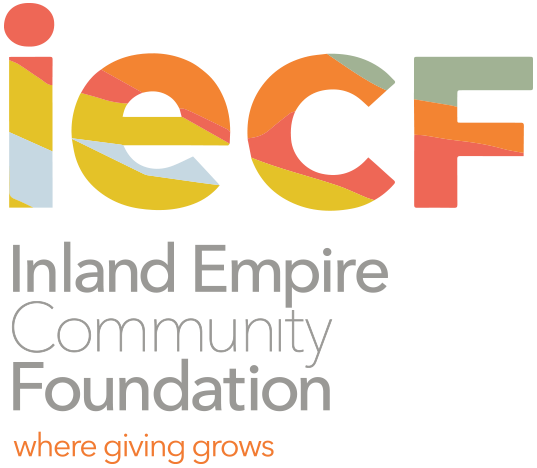 iecF
Inland Empire
Community
Foundation
where giving grows